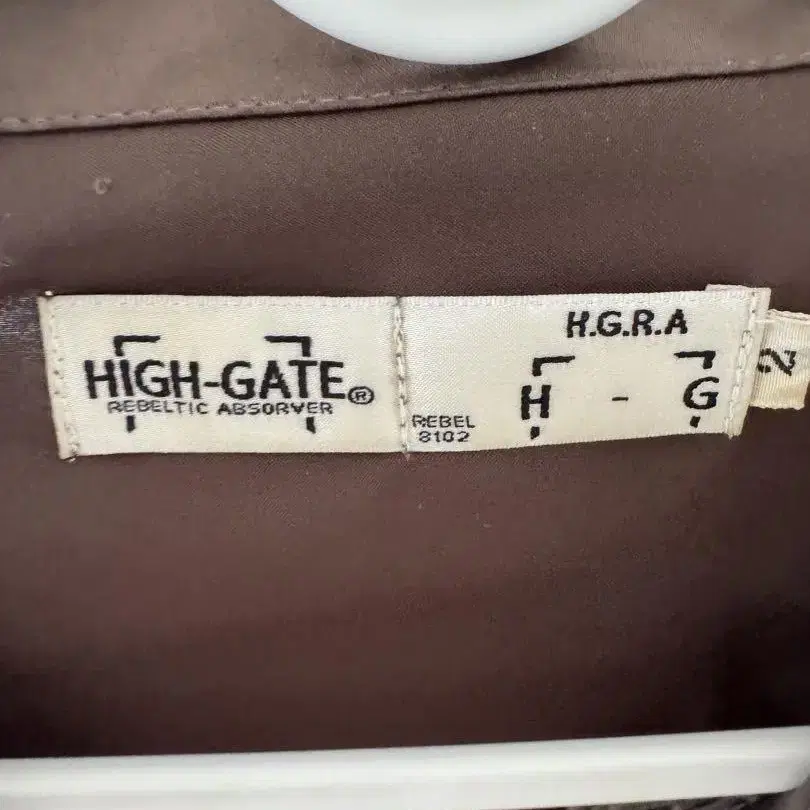 HIGH-GATE®
REBELTIC ABSORVER
H.G.R.A
H - G
REBEL
8102
2